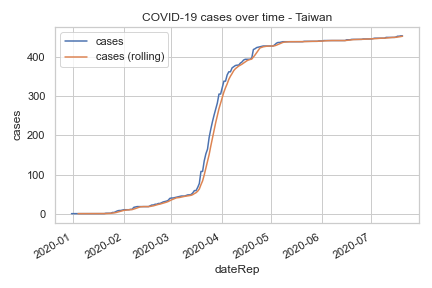 COVID-19 cases over time - Taiwan
cases
cases (rolling)
400
300
200
100
0
cases
2020-01
2020-02
2020-03
2020-04
2020-05
2020-06
2020-07
dateRep